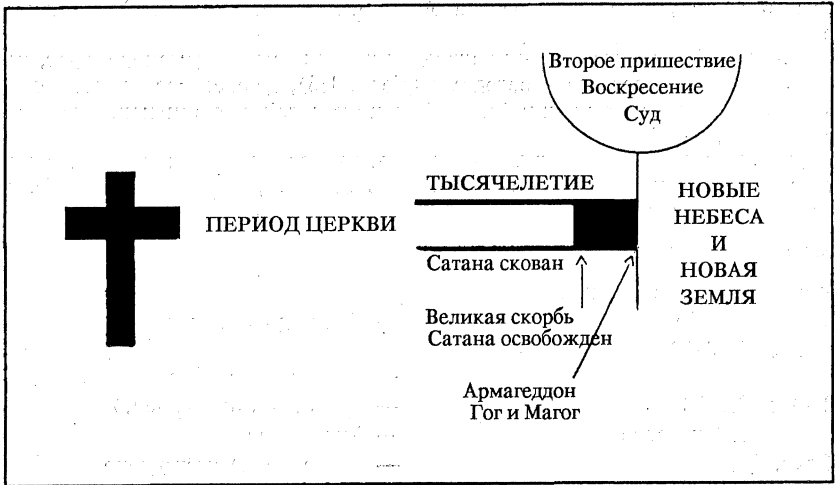 Второе пришествие
Воскресение
Суд
ТЫСЯЧЕЛЕТИЕ
ПЕРИОД ЦЕРКВИ
НОВЫЕ
НЕБЕСА
И
НОВАЯ
ЗЕМЛЯ
Сатана скован
Великая скорбь
Сатана освобожден
Армагеддон
Гог и Магог